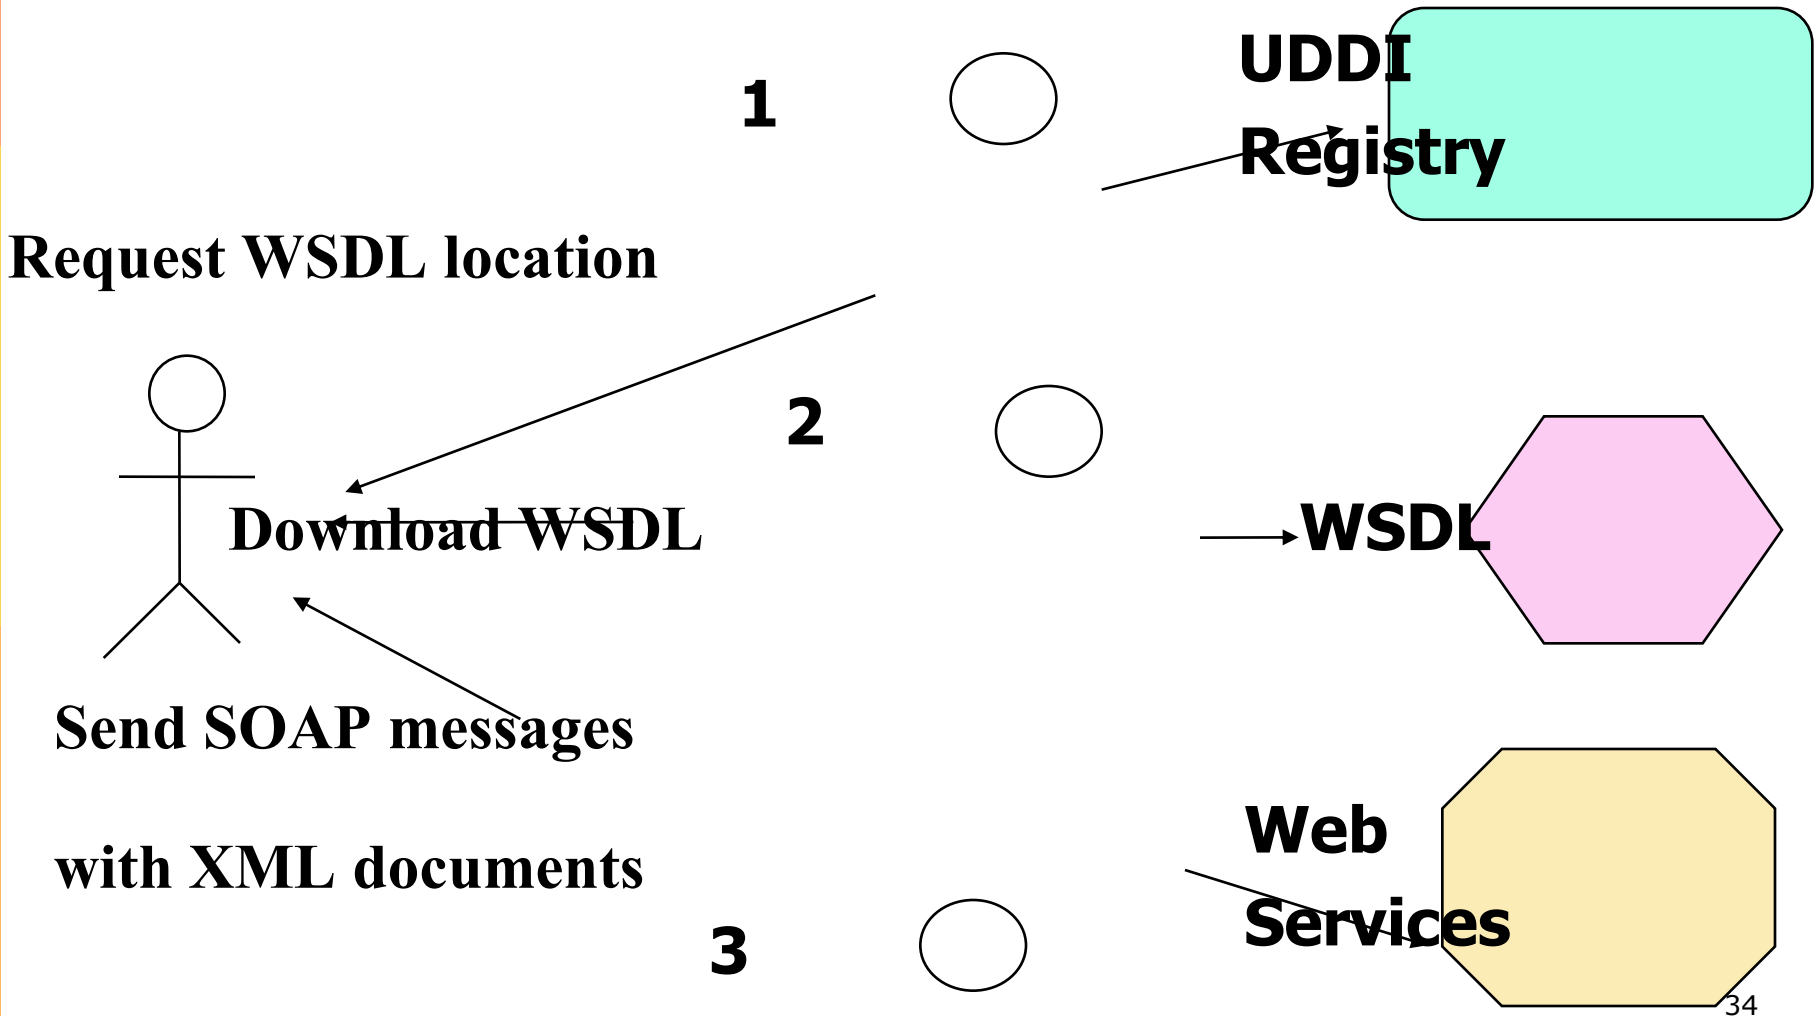 1
UDDI
Registry
Request WSDL location
2
Download WSDL
WSDL
Send SOAP messages
with XML documents
Web
Services
3
34